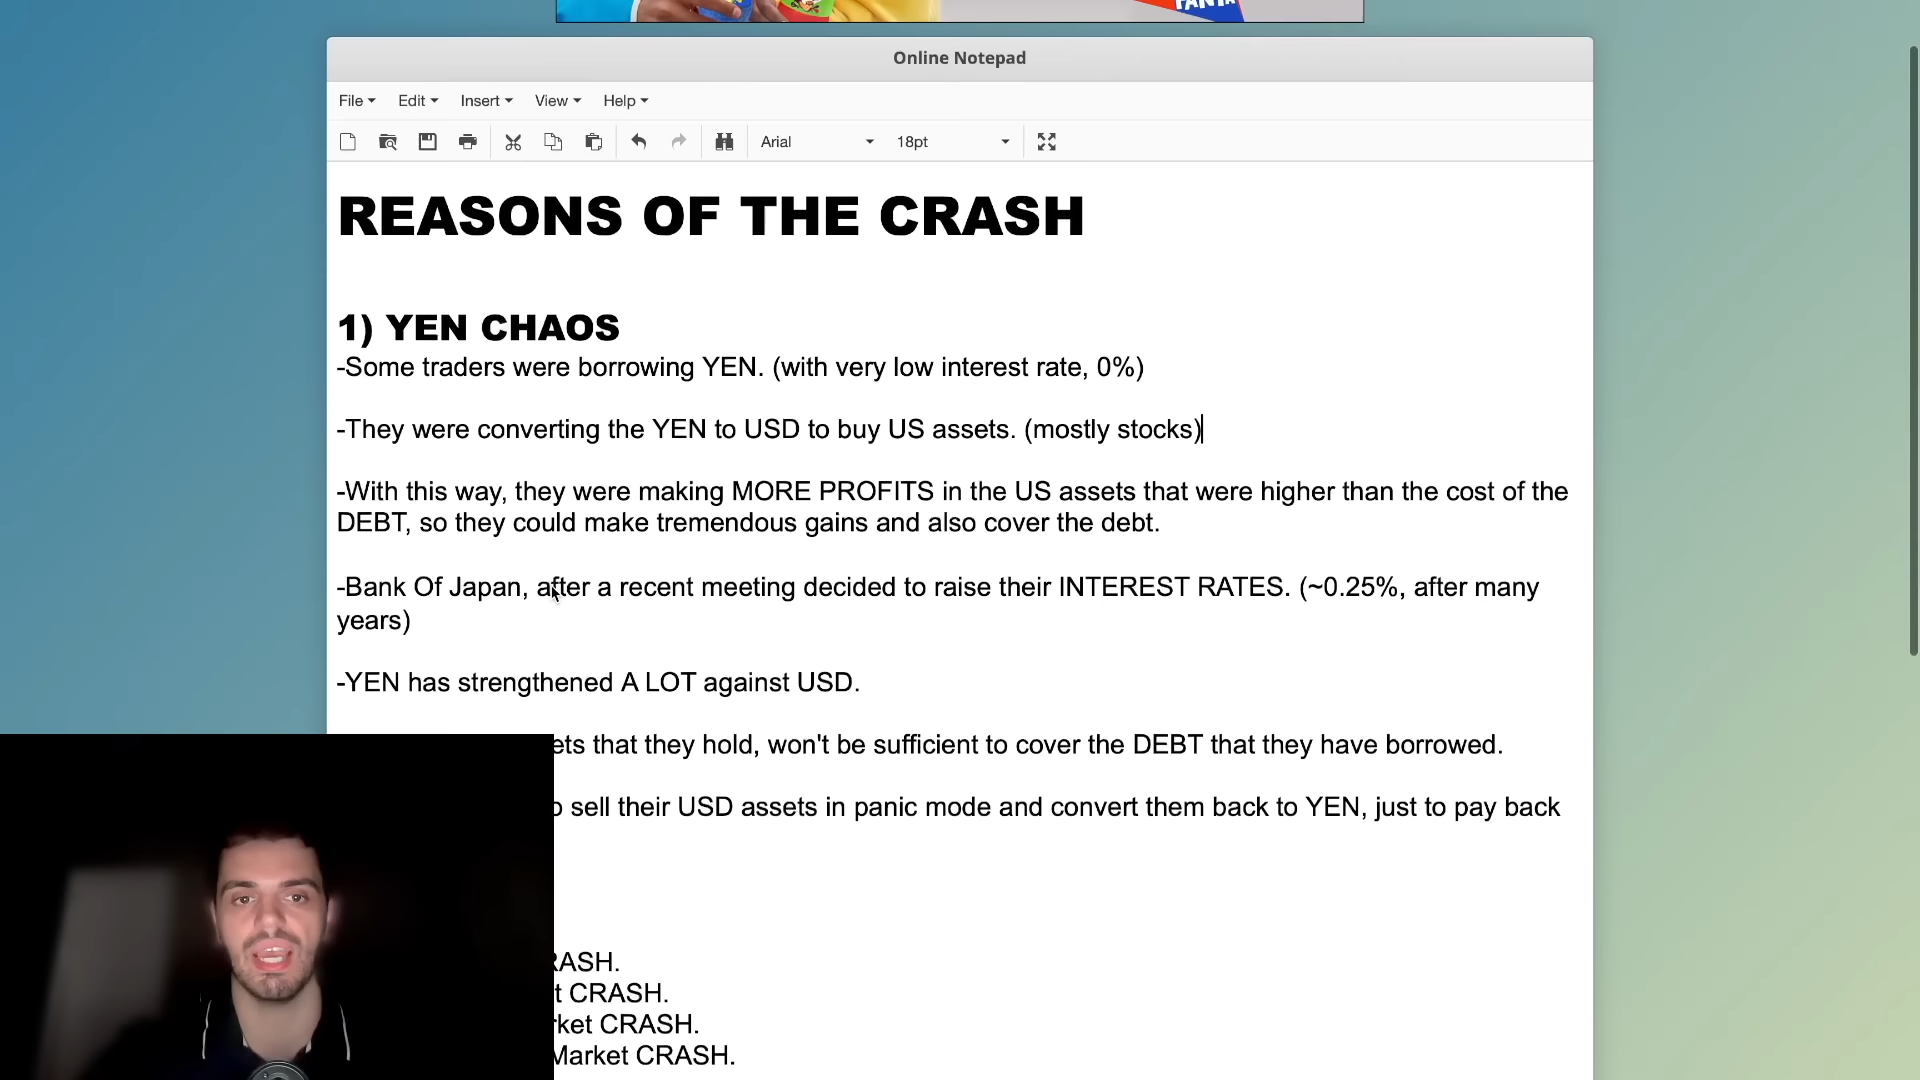 FANTA
Online Notepad
File Edit Insert View Help
Arial 18pt
REASONS OF THE CRASH
1) YEN CHAOS
-Some traders were borrowing YEN. (with very low interest rate, 0%)
-They were converting the YEN to USD to buy US assets. (mostly stocks)
-With this way, they were making MORE PROFITS in the US assets that were higher than the cost of the
DEBT, so they could make tremendous gains and also cover the debt.
-Bank Of Japan, after a recent meeting decided to raise their INTEREST RATES. (~0.25%, after many
years)
-YEN has strengthened A LOT against USD.
that they hold, won't be sufficient to cover the DEBT that they have borrowed.
sell their USD assets in panic mode and convert them back to YEN, just to pay back
CRASH.
CRASH.
Market CRASH.